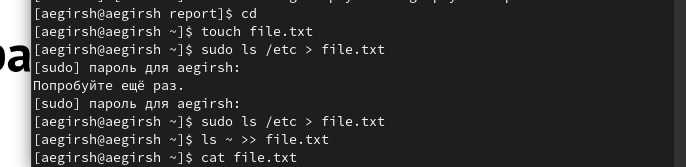 [aegirsh@aegirsh report]$ cd
[aegirsh@aegirsh ~]$ touch file.txt
[aegirsh@aegirsh ~]$ sudo ls /etc > file.txt
[sudo] пароль для aegirsh:
Попробуйте ещё раз.
[sudo] пароль для aegirsh:
[aegirsh@aegirsh ~]$ sudo ls /etc > file.txt
[aegirsh@aegirsh ~]$ ls ~ >> file.txt
[aegirsh@aegirsh ~]$ cat file.txt
ра